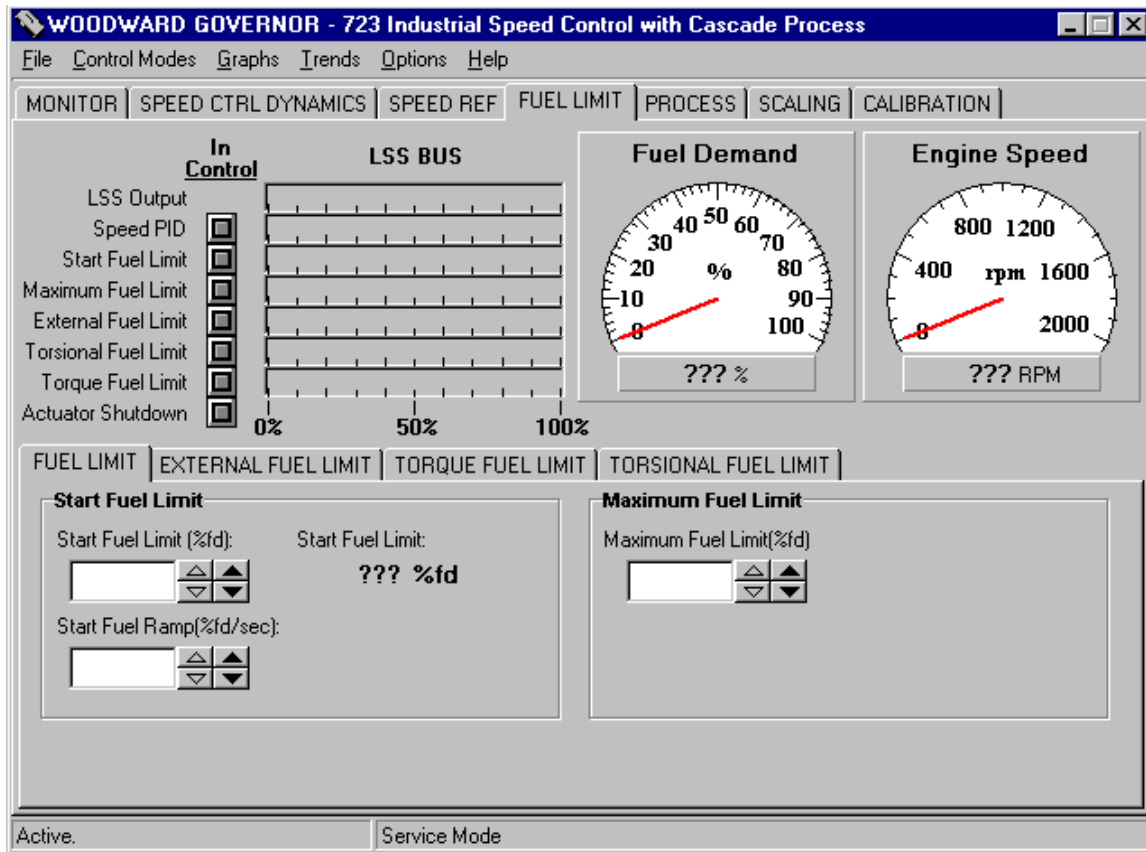 WOODWARD GOVERNOR - 723 Industrial Speed Control with Cascade Process
File Control Modes Graphs Trends Options Help
MONITOR SPEED CTRL DYNAMICS SPEED REF FUEL LIMIT PROCESS SCALING CALIBRATION
In
Control
LSS BUS
LSS Output
Speed PID
Start Fuel Limit
Maximum Fuel Limit
External Fuel Limit
Torsional Fuel Limit
Torque Fuel Limit
Actuator Shutdown
0% 50% 100%
Fuel Demand
0 10 20 30 40 50 60 70 80 90 100
%
??? %
Engine Speed
0 400 800 1200 1600 2000
rpm
??? RPM
FUEL LIMIT EXTERNAL FUEL LIMIT TORQUE FUEL LIMIT TORSIONAL FUEL LIMIT
Start Fuel Limit
Start Fuel Limit (%fd):
Start Fuel Limit:
??? %fd
Start Fuel Ramp(%fd/sec):
Maximum Fuel Limit
Maximum Fuel Limit(%fd)
Active.
Service Mode